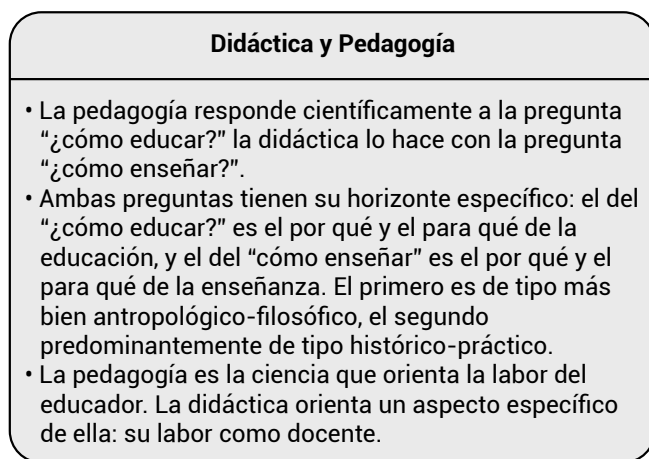 Didáctica y Pedagogía
• La pedagogía responde científicamente a la pregunta
“¿cómo educar?” la didáctica lo hace con la pregunta
“¿cómo enseñar?”.
• Ambas preguntas tienen su horizonte específico: el del
“¿cómo educar?” es el por qué y el para qué de la
educación, y el del “cómo enseñar” es el por qué y el
para qué de la enseñanza. El primero es de tipo más
bien antropológico-filosófico, el segundo
predominantemente de tipo histórico-práctico.
• La pedagogía es la ciencia que orienta la labor del
educador. La didáctica orienta un aspecto específico
de ella: su labor como docente.